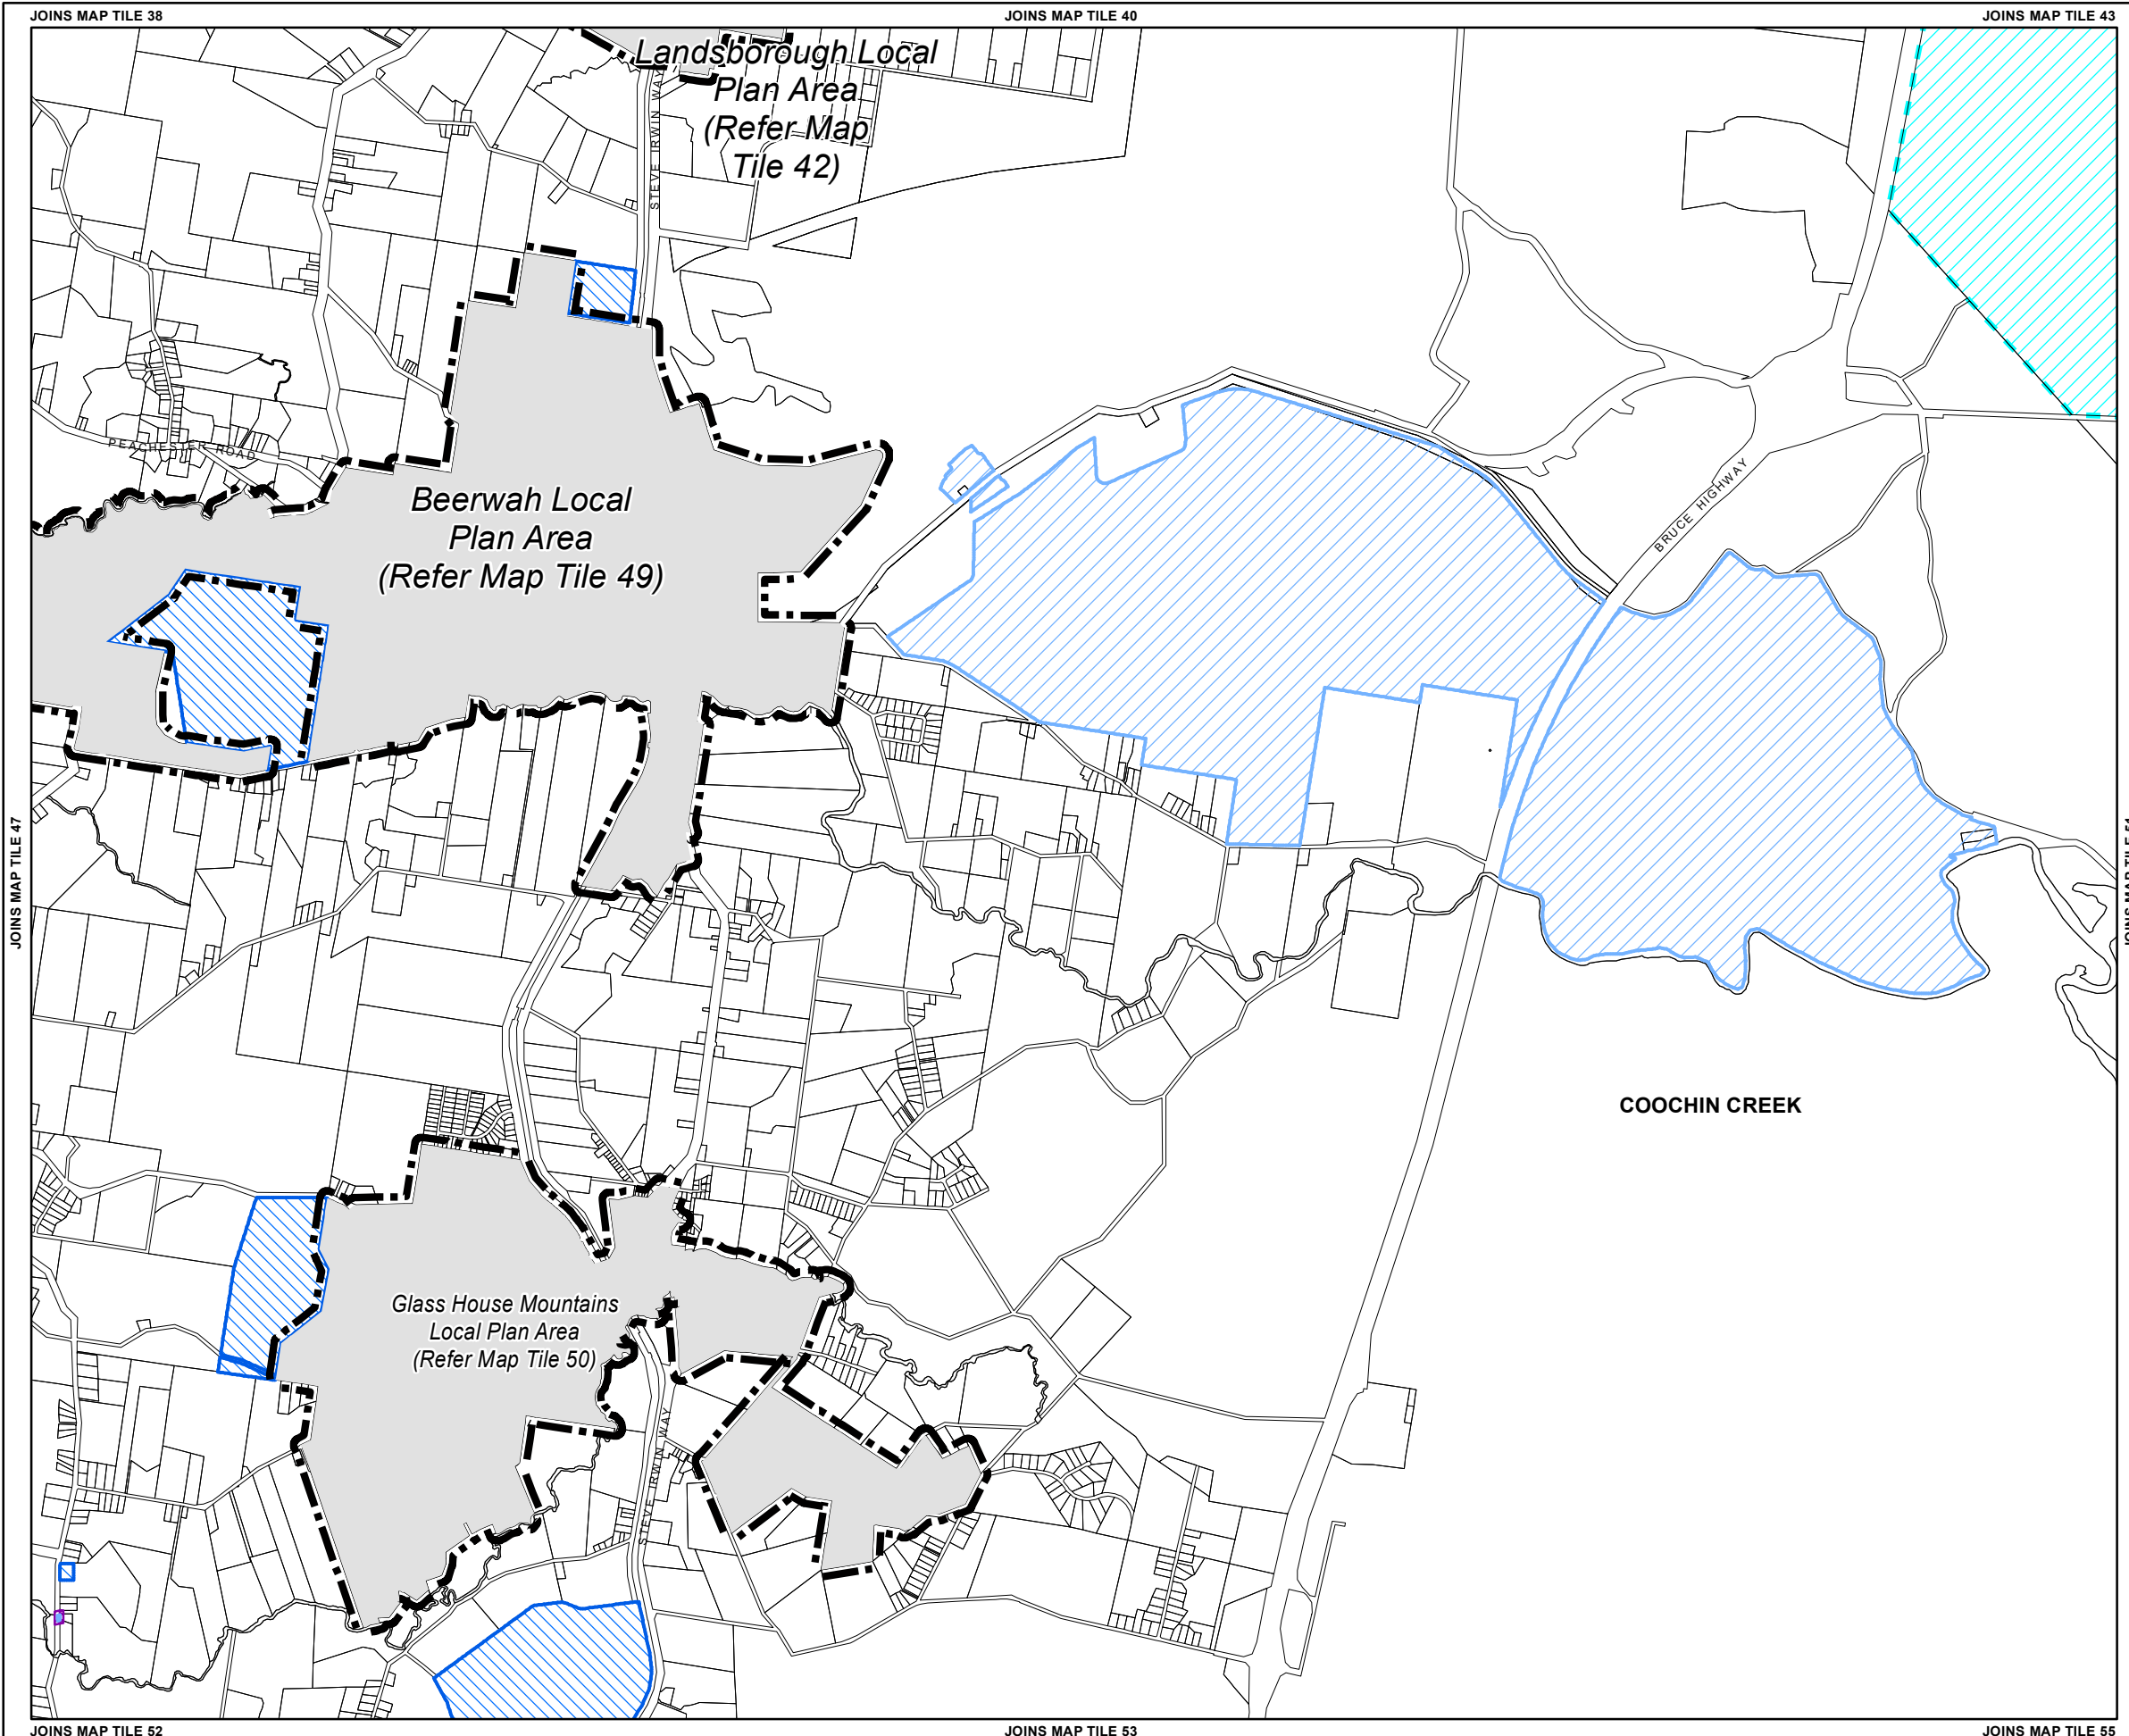 JOINS MAP TILE 38
JOINS MAP TILE 40
JOINS MAP TILE 43
Landsborough Local
Plan Area
(Refer Map
Tile 42)
STEVE IRWIN WAY
PEACHESTER ROAD
Beerwah Local
Plan Area
(Refer Map Tile 49)
BRUCE HIGHWAY
JOINS MAP TILE 47
COOCHIN CREEK
Glass House Mountains
Local Plan Area
(Refer Map Tile 50)
STEVE IRWIN WAY
JOINS MAP TILE 52
JOINS MAP TILE 53
JOINS MAP TILE 55